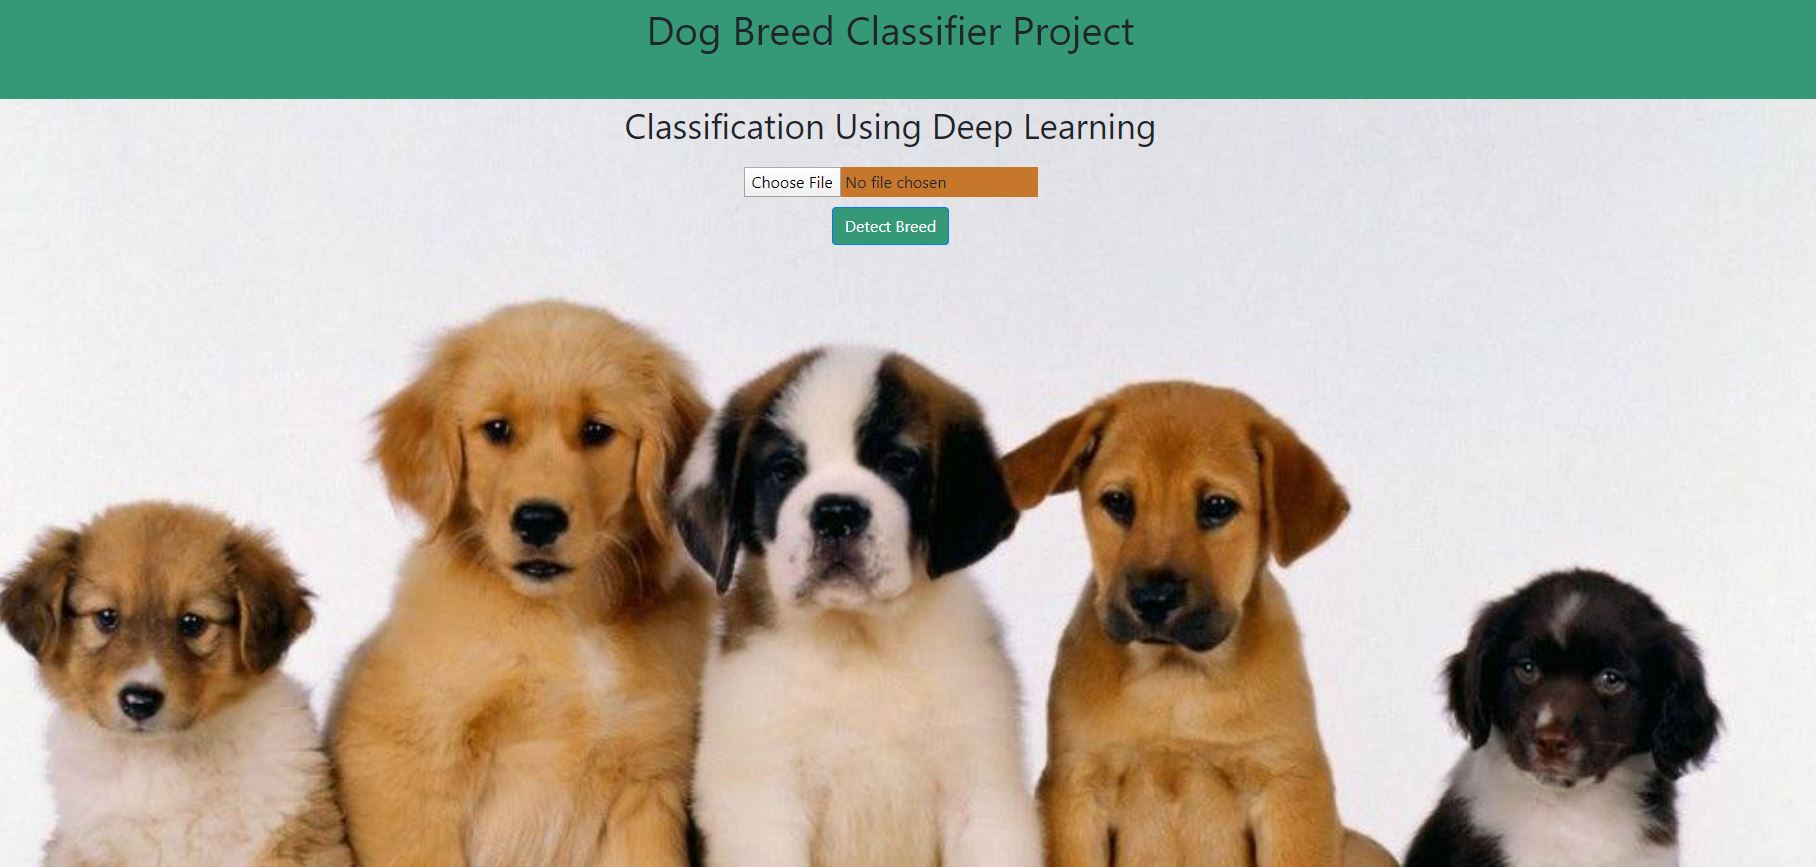 Dog Breed Classifier Project
Classification Using Deep Learning
Choose File No file chosen
Detect Breed